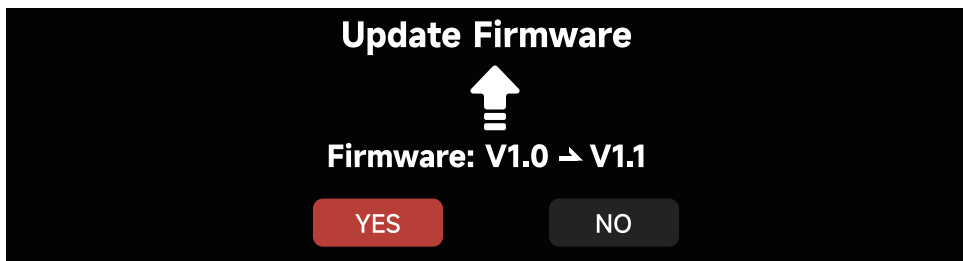 Update Firmware
Firmware: V1.0 → V1.1
YES NO